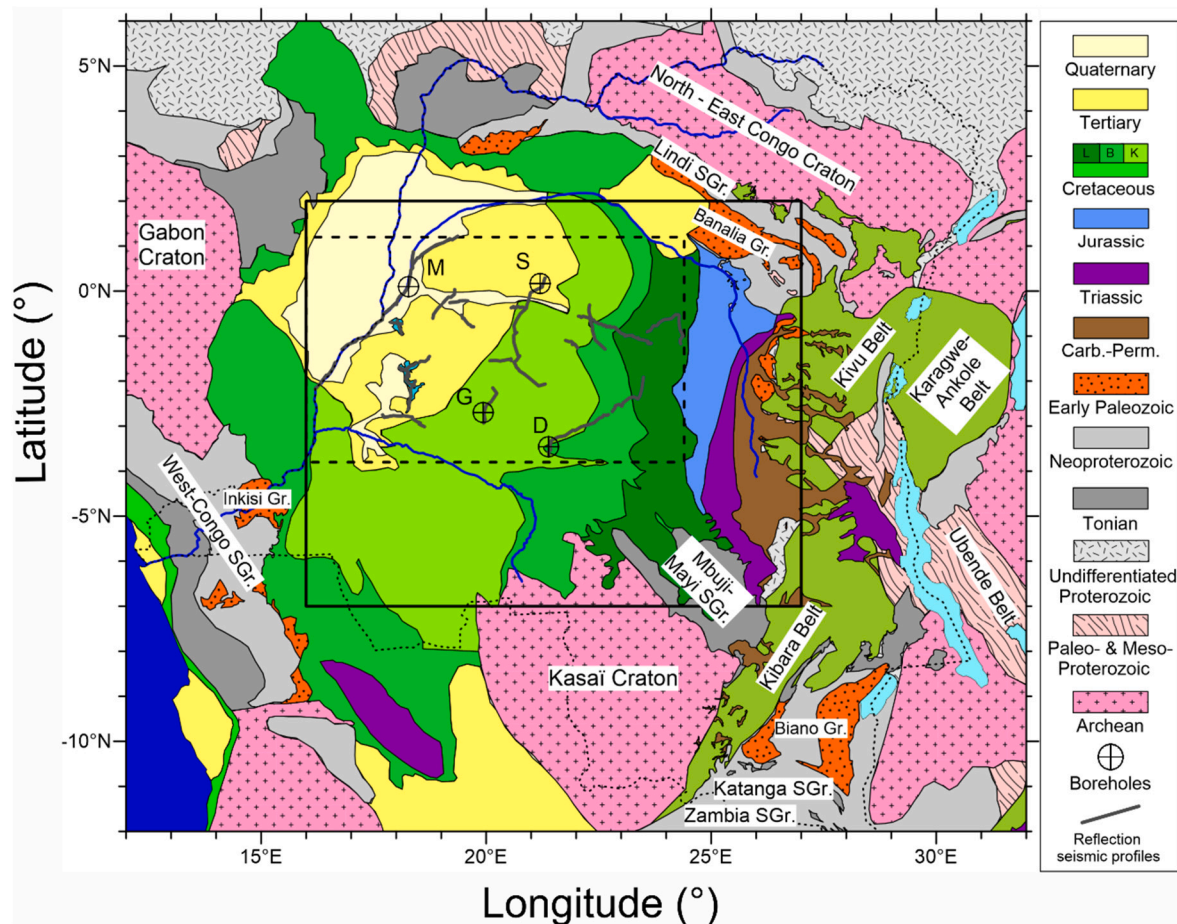 5°N
0°N
-5°N
-10°N
15°E
20°E
25°E
30°E
Latitude (°)
Longitude (°)
North - East Congo Craton
Lindi SGr.
Banalia Gr.
Gabon
Craton
M
S
G
D
Kivu Belt
Karagwe-
Ankole
Belt
West-Congo SGr.
Inkisi Gr.
Mbuji-
Mayi SGr.
Ubende Belt
Kibara Belt
Kasaï Craton
Biano Gr.
Katanga SGr.
Zambia SGr.
Quaternary
Tertiary
L B K
Cretaceous
Jurassic
Triassic
Carb.-Perm.
Early Paleozoic
Neoproterozoic
Tonian
Undifferentiated
Proterozoic
Paleo- & Meso-
Proterozoic
Archean
Boreholes
Reflection
seismic profiles